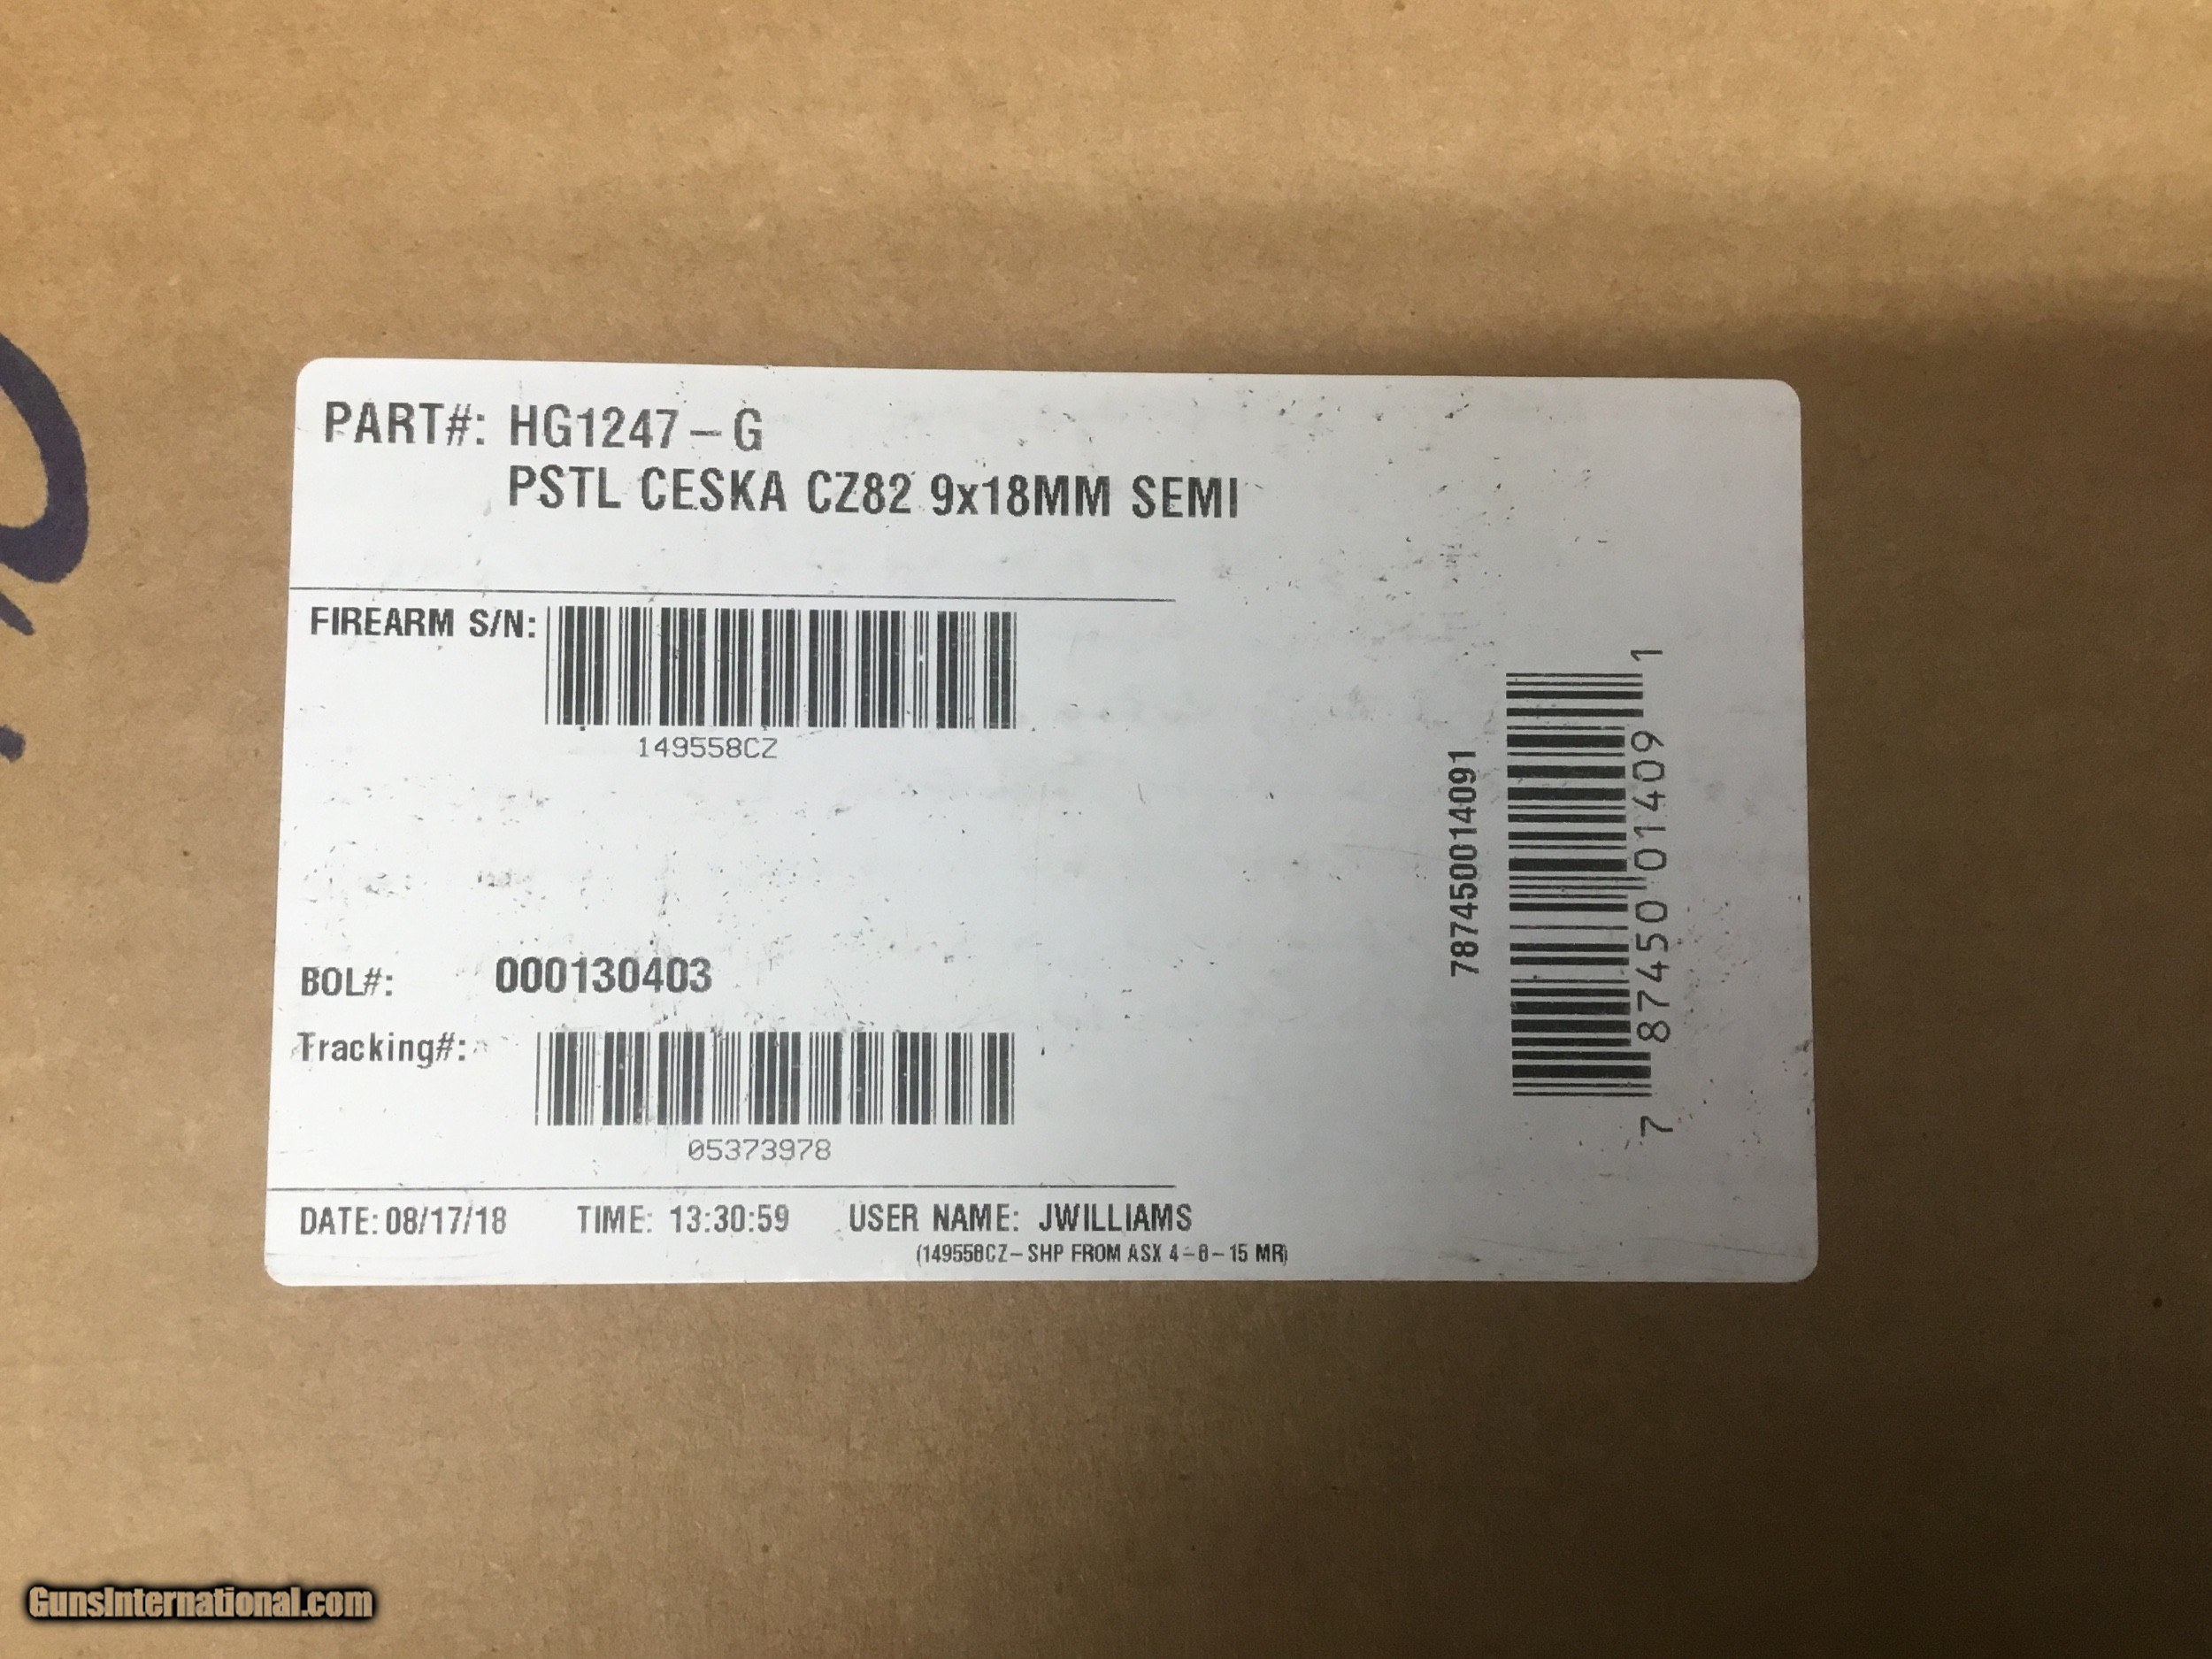 PART#: HG1247-G
PSTL CESKA CZ82 9x18MM SEMI
FIREARM S/N:
149558CZ
BOL#: 000130403
Tracking#:
05373978
DATE: 08/17/18 TIME: 13:30:59 USER NAME: JWILLIAMS
(149558CZ-SHP FROM ASX 4-8-15 MR)
787450014091
7 87450 01409 1
GunsInternational.com